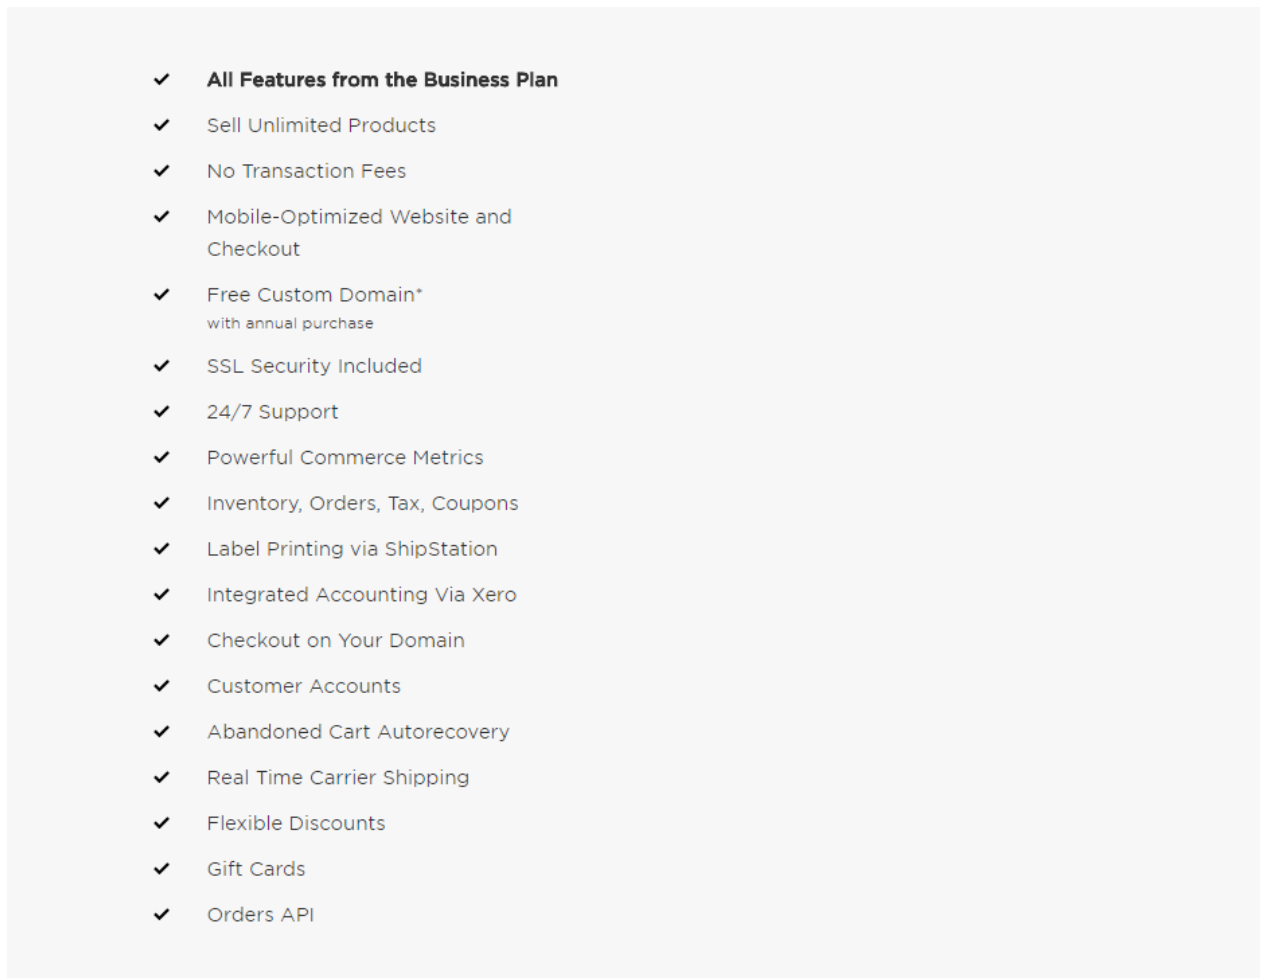 All Features from the Business Plan
Sell Unlimited Products
No Transaction Fees
Mobile-Optimized Website and
Checkout
Free Custom Domain*
with annual purchase
SSL Security Included
24/7 Support
Powerful Commerce Metrics
Inventory, Orders, Tax, Coupons
Label Printing via ShipStation
Integrated Accounting Via Xero
Checkout on Your Domain
Customer Accounts
Abandoned Cart Autorecovery
Real Time Carrier Shipping
Flexible Discounts
Gift Cards
Orders API